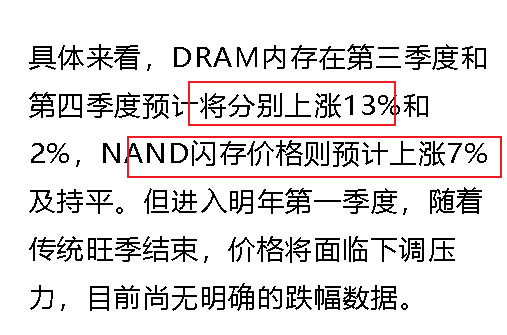 具体来看，DRAM内存在第三季度和
第四季度预计将分别上涨13%和
2%，NAND闪存价格则预计上涨7%
及持平。但进入明年第一季度，随着
传统旺季结束，价格将面临下调压
力，目前尚无明确的跌幅数据。